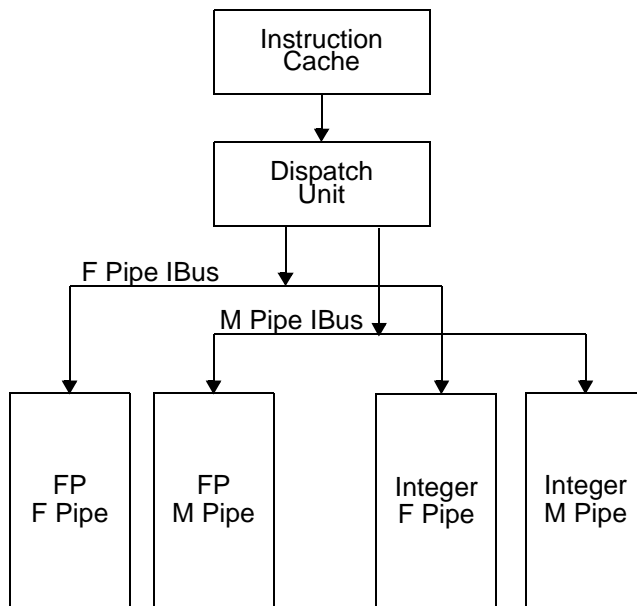 Instruction
Cache
Dispatch
Unit
F Pipe IBus
M Pipe IBus
FP
F Pipe
FP
M Pipe
Integer
F Pipe
Integer
M Pipe